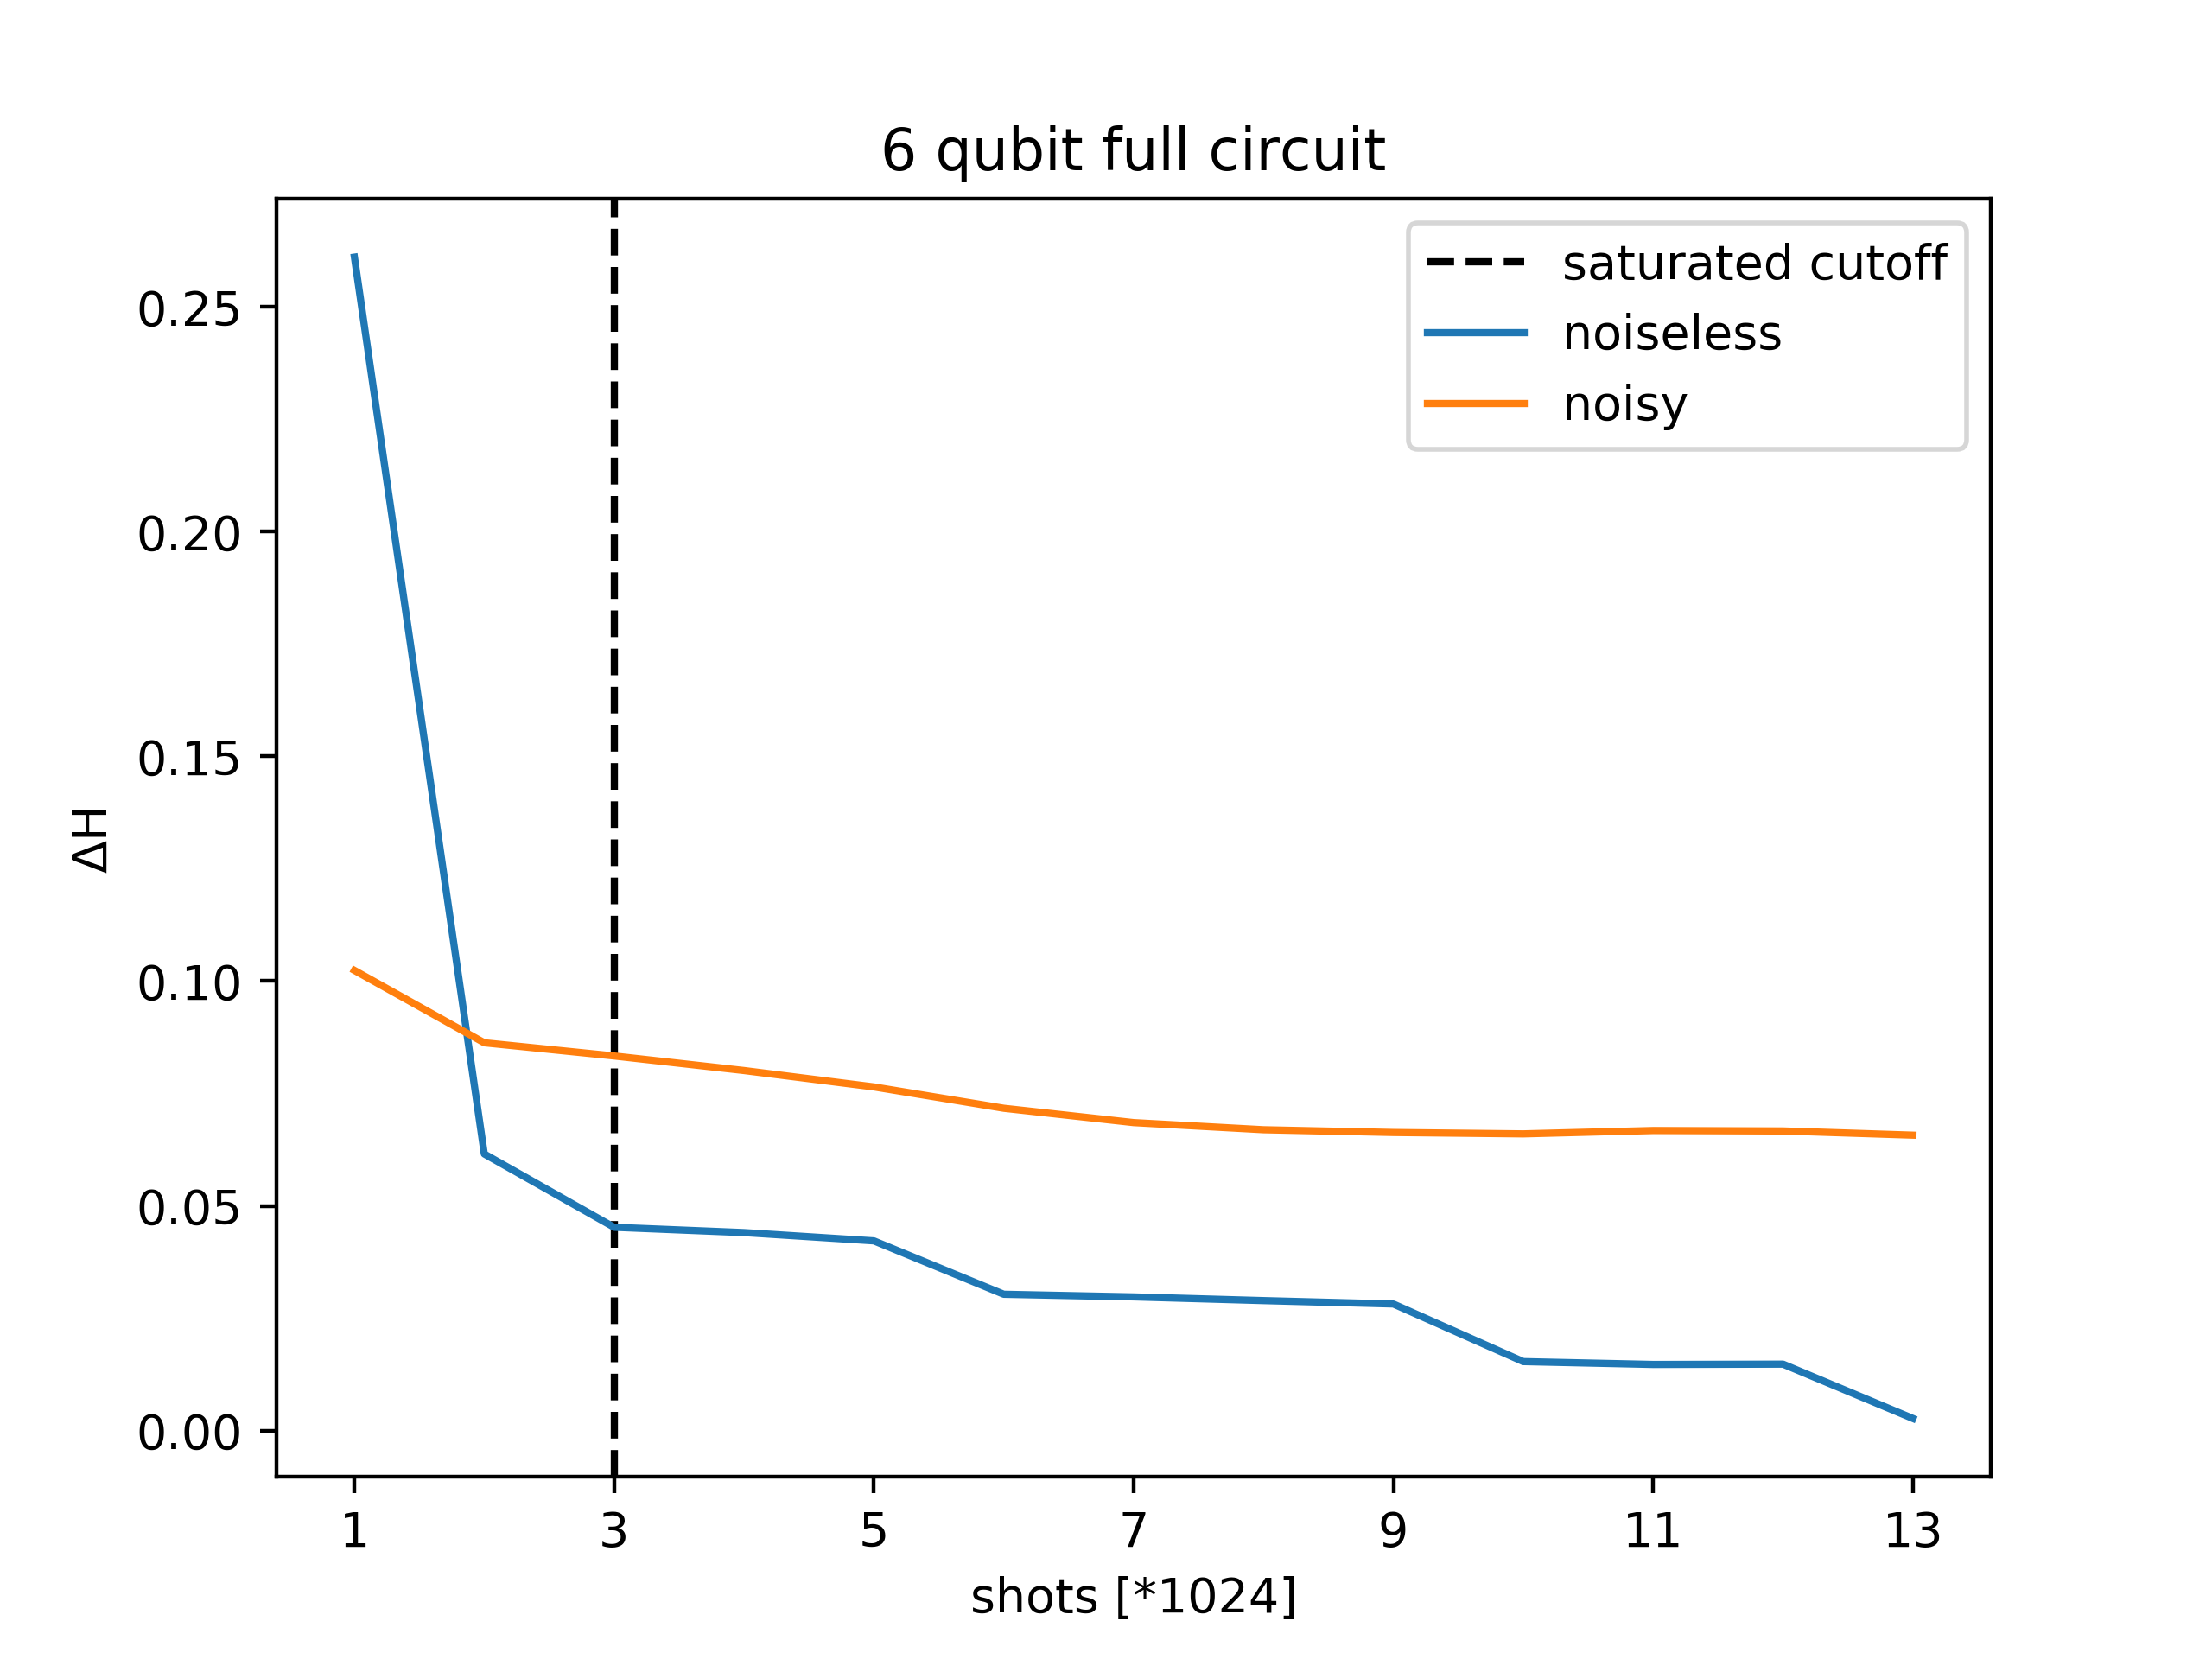 6 qubit full circuit
saturated cutoff
noiseless
noisy
0.25
0.20
0.15
0.10
0.05
0.00
ΔH
1 3 5 7 9 11 13
shots [*1024]